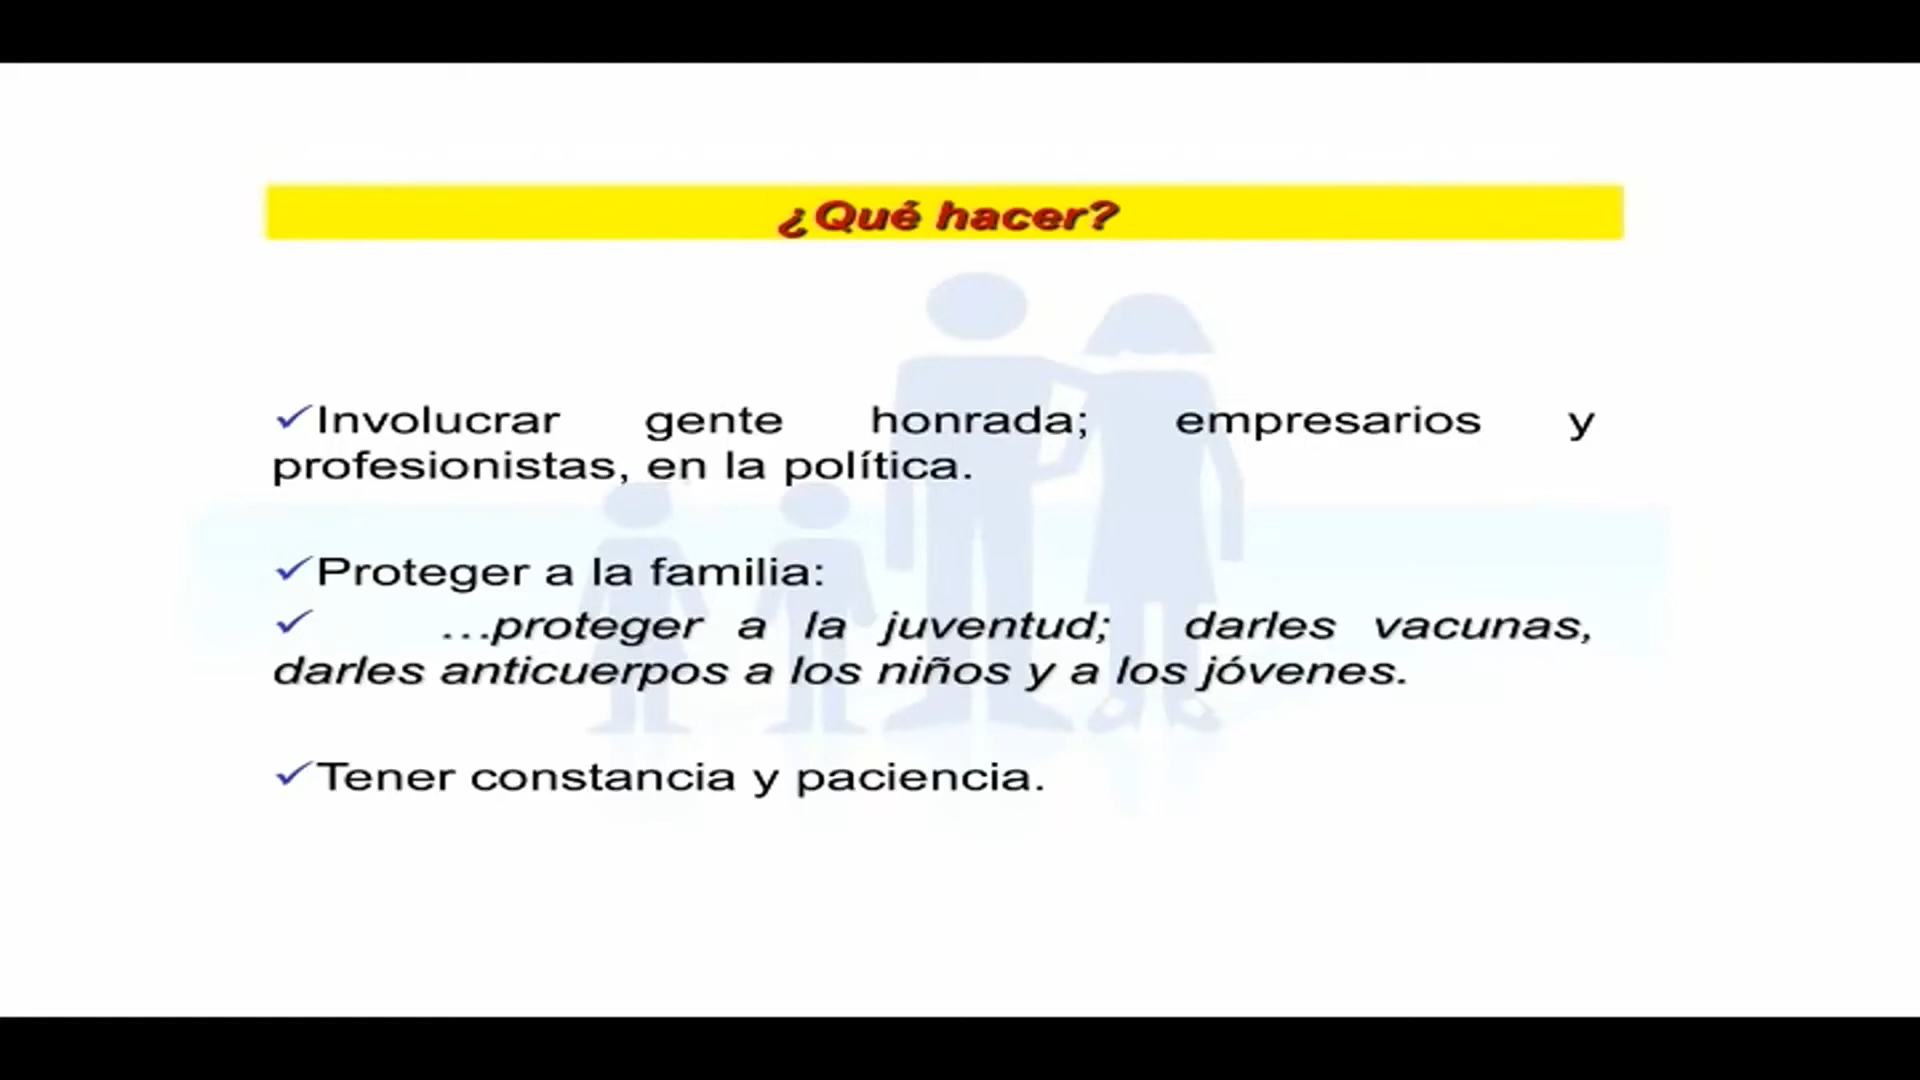 ¿Qué hacer?
✓Involucrar gente honrada; empresarios y
profesionistas, en la política.
✓Proteger a la familia:
✓ …proteger a la juventud; darles vacunas,
darles anticuerpos a los niños y a los jóvenes.
✓Tener constancia y paciencia.